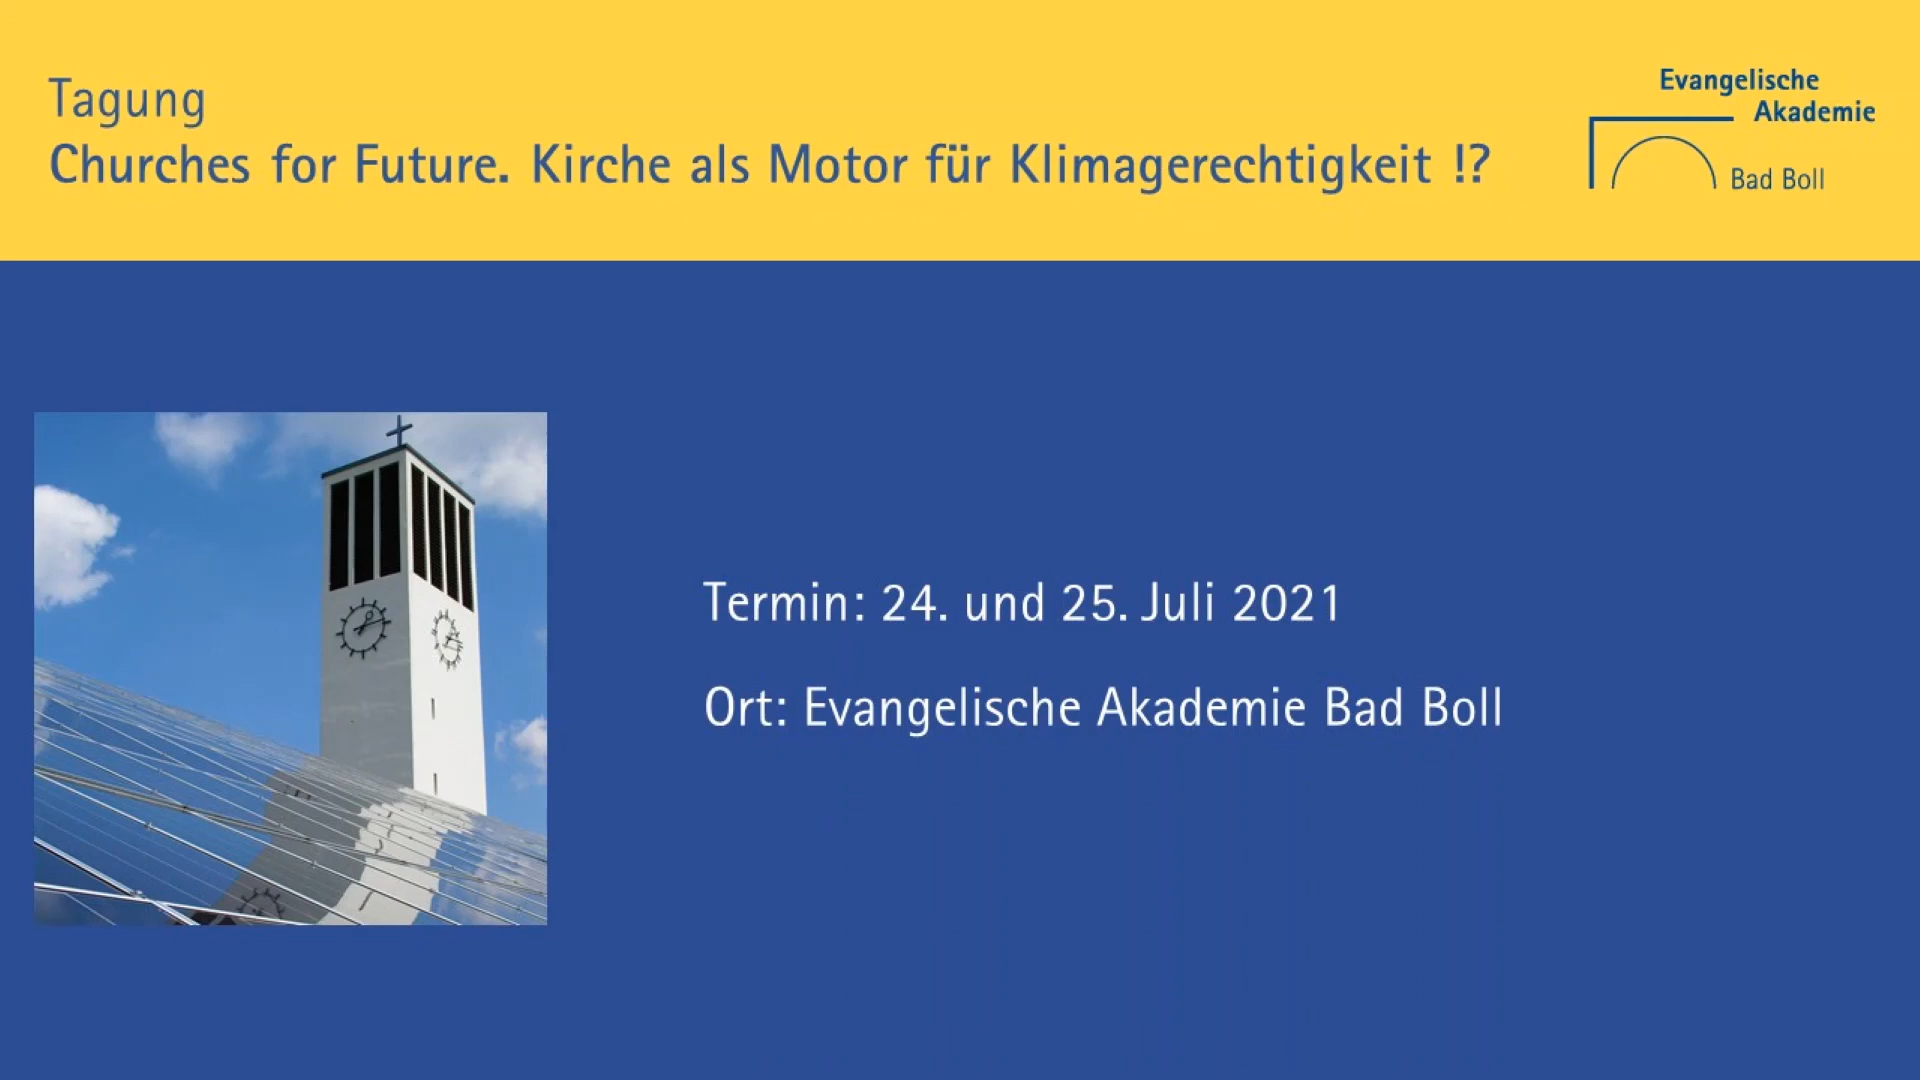 Tagung
Churches for Future. Kirche als Motor für Klimagerechtigkeit !?
Evangelische
Akademie
Bad Boll
Termin: 24. und 25. Juli 2021
Ort: Evangelische Akademie Bad Boll